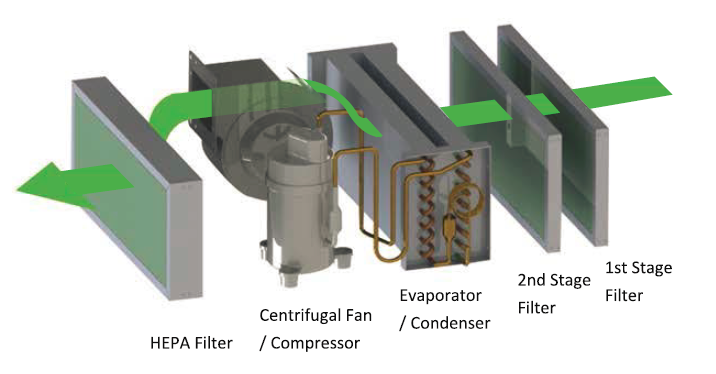 HEPA Filter
Centrifugal Fan
/ Compressor
Evaporator
/ Condenser
2nd Stage
Filter
1st Stage
Filter